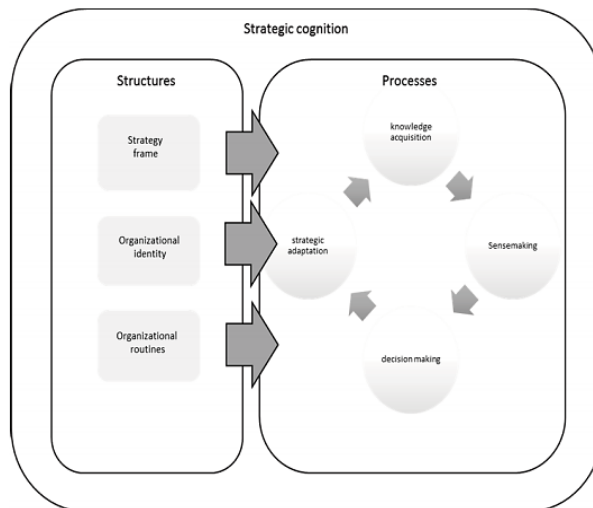 Strategic cognition
Structures
Processes
Strategy
frame
Organizational
identity
Organizational
routines
knowledge
acquisition
Sensemaking
decision making
strategic
adaptation